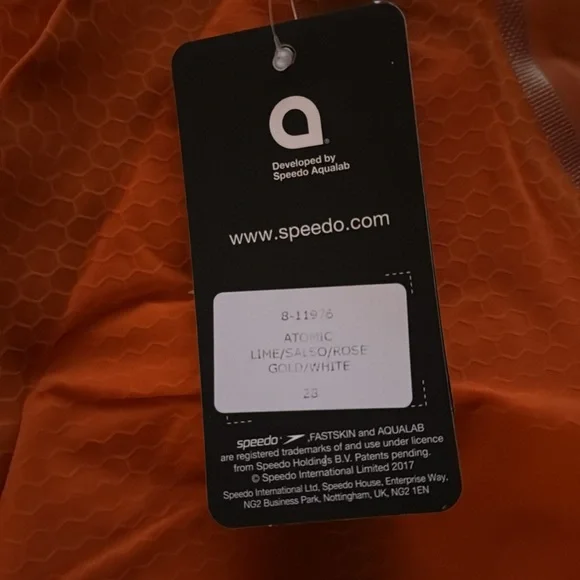 a
Developed by
Speedo Aqualab
www.speedo.com
8-11976
ATOMIC
LIME/SALSO/ROSE
GOLD/WHITE
28
speedo ,FASTSKIN and AQUALAB
are registered trademarks of and use under licence
from Speedo Holdings B.V. Patents pending.
© Speedo International Limited 2017
Speedo International Ltd, Speedo House, Enterprise Way,
NG2 Business Park, Nottingham, UK, NG2 1EN